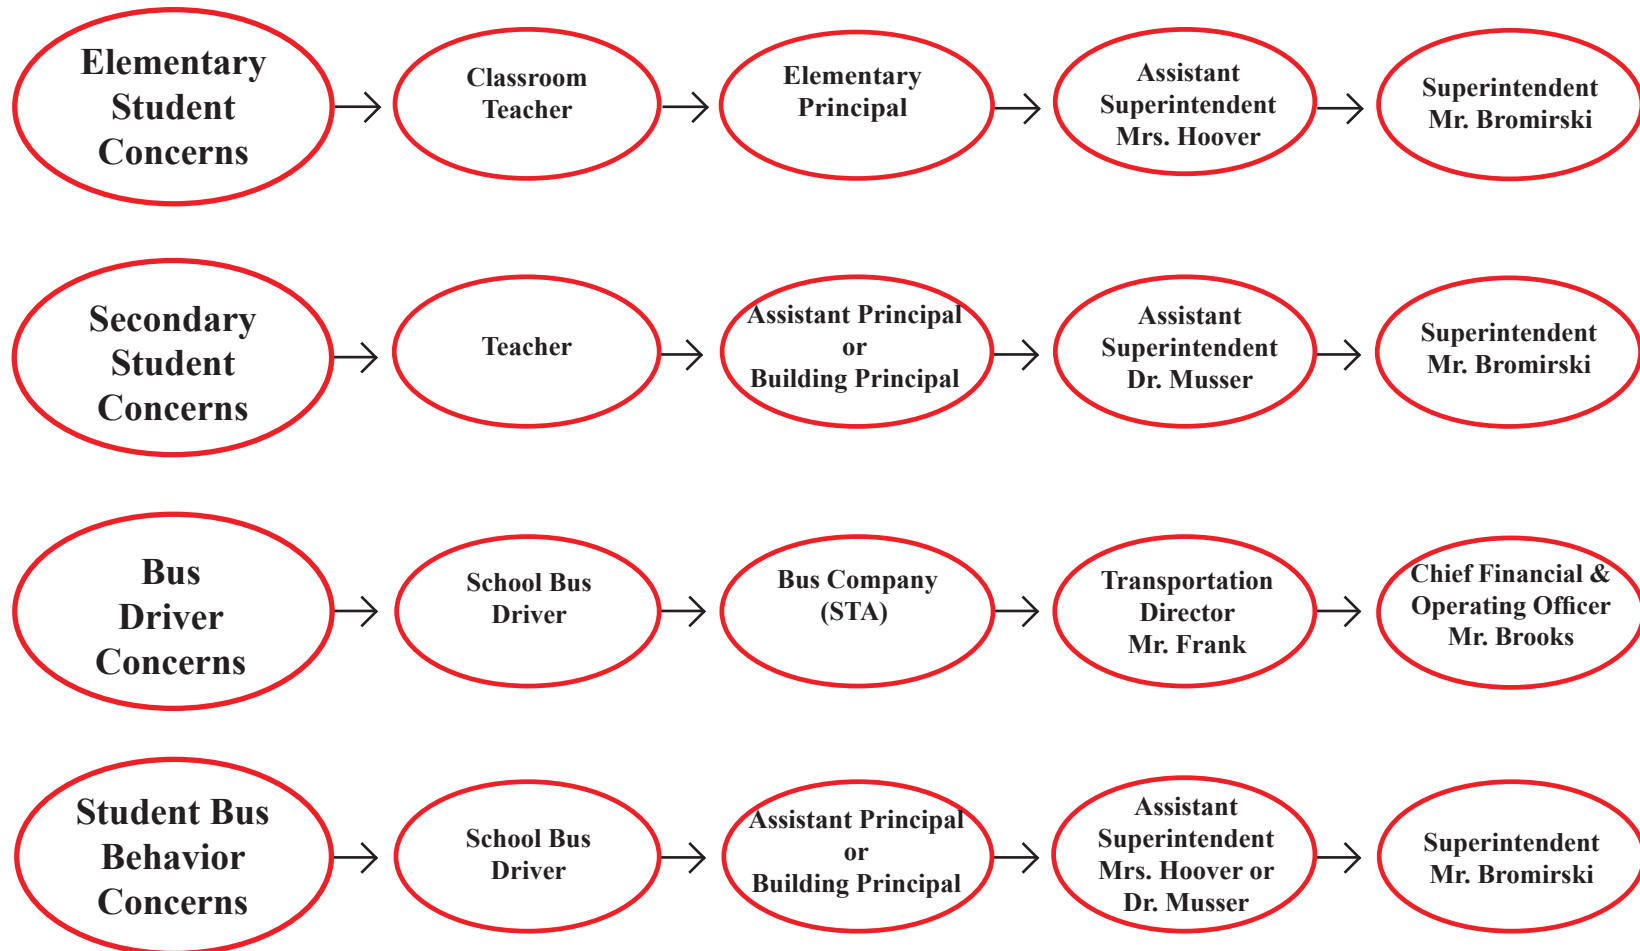 Elementary
Student
Concerns
Classroom
Teacher
Elementary
Principal
Assistant
Superintendent
Mrs. Hoover
Superintendent
Mr. Bromirski
Secondary
Student
Concerns
Teacher
Assistant Principal
or
Building Principal
Assistant
Superintendent
Dr. Musser
Superintendent
Mr. Bromirski
Bus
Driver
Concerns
School Bus
Driver
Bus Company
(STA)
Transportation
Director
Mr. Frank
Chief Financial &
Operating Officer
Mr. Brooks
Student Bus
Behavior
Concerns
School Bus
Driver
Assistant Principal
or
Building Principal
Assistant
Superintendent
Mrs. Hoover or
Dr. Musser
Superintendent
Mr. Bromirski